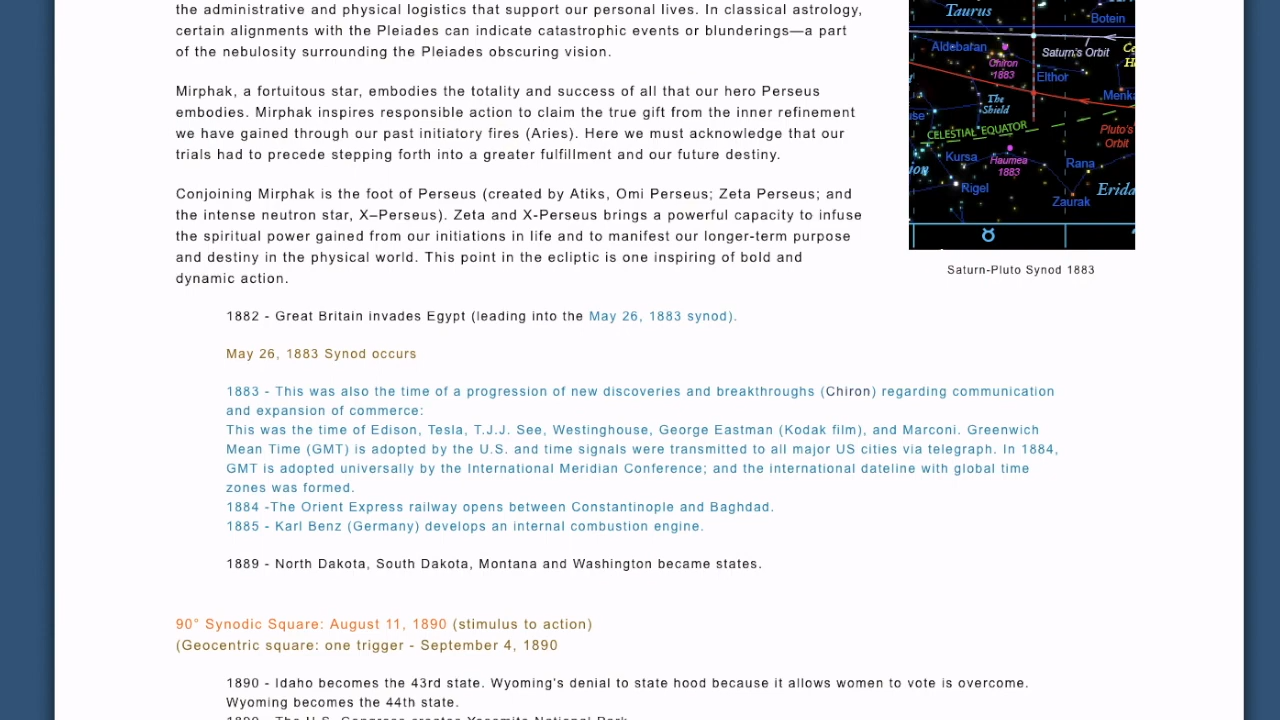 the administrative and physical logistics that support our personal lives. In classical astrology,
certain alignments with the Pleiades can indicate catastrophic events or blunderings—a part
of the nebulosity surrounding the Pleiades obscuring vision.
Mirphak, a fortuitous star, embodies the totality and success of all that our hero Perseus
embodies. Mirphak inspires responsible action to claim the true gift from the inner refinement
we have gained through our past initiatory fires (Aries). Here we must acknowledge that our
trials had to precede stepping forth into a greater fulfillment and our future destiny.
Conjoining Mirphak is the foot of Perseus (created by Atiks, Omi Perseus; Zeta Perseus; and
the intense neutron star, X–Perseus). Zeta and X-Perseus brings a powerful capacity to infuse
the spiritual power gained from our initiations in life and to manifest our longer-term purpose
and destiny in the physical world. This point in the ecliptic is one inspiring of bold and
dynamic action.
Taurus
Botein
Aldebaran
Saturn's Orbit
Chiron
1883
Elthor
The
Shield
Menka
CELESTIAL EQUATOR
Pluto's
Orbit
Kursa
Haumea
1883
Rana
ion
Rigel
Zaurak
Erida
♉
Saturn-Pluto Synod 1883
1882 - Great Britain invades Egypt (leading into the May 26, 1883 synod).
May 26, 1883 Synod occurs
1883 - This was also the time of a progression of new discoveries and breakthroughs (Chiron) regarding communication
and expansion of commerce:
This was the time of Edison, Tesla, T.J.J. See, Westinghouse, George Eastman (Kodak film), and Marconi. Greenwich
Mean Time (GMT) is adopted by the U.S. and time signals were transmitted to all major US cities via telegraph. In 1884,
GMT is adopted universally by the International Meridian Conference; and the international dateline with global time
zones was formed.
1884 -The Orient Express railway opens between Constantinople and Baghdad.
1885 - Karl Benz (Germany) develops an internal combustion engine.
1889 - North Dakota, South Dakota, Montana and Washington became states.
90° Synodic Square: August 11, 1890 (stimulus to action)
(Geocentric square: one trigger - September 4, 1890
1890 - Idaho becomes the 43rd state. Wyoming's denial to state hood because it allows women to vote is overcome.
Wyoming becomes the 44th state.
1890 - The U.S. Congress creates Yosemite National Park